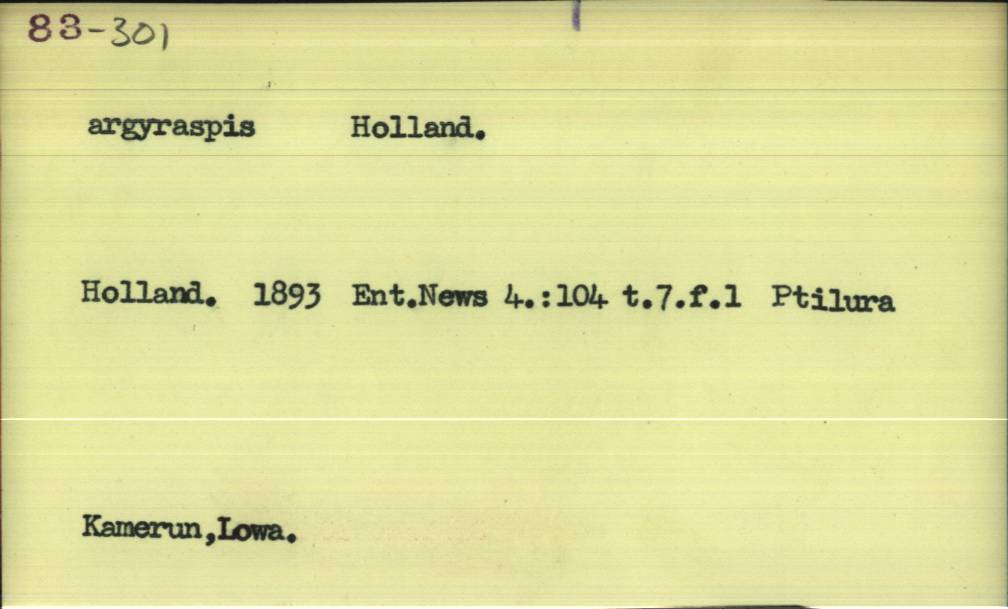 83-301
argyraspis Holland.
Holland. 1893 Ent.News 4.:104 t.7.f.1 Ptilura
Kamerun,Lowa.